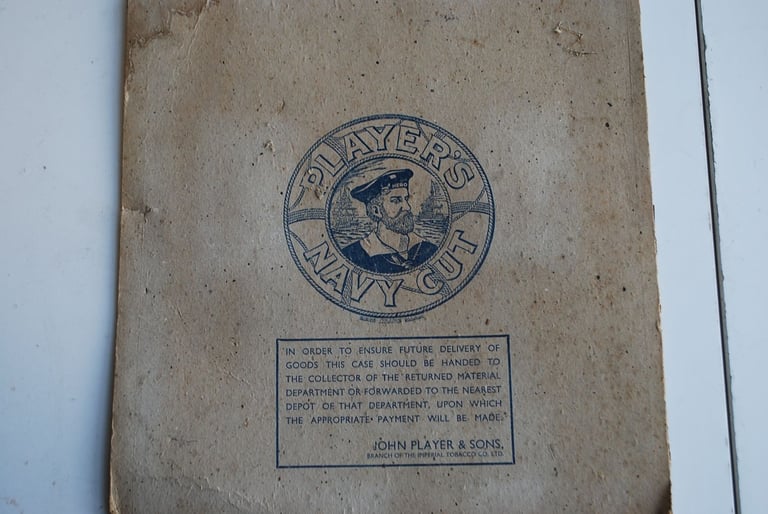 PLAYER'S
HERO
NAVY CUT
IN ORDER TO ENSURE FUTURE DELIVERY OF
GOODS THIS CASE SHOULD BE HANDED TO
THE COLLECTOR OF THE RETURNED MATERIAL
DEPARTMENT OR FORWARDED TO THE NEAREST
DEPOT OF THAT DEPARTMENT, UPON WHICH
THE APPROPRIATE PAYMENT WILL BE MADE.
JOHN PLAYER & SONS,
BRANCH OF THE IMPERIAL TOBACCO CO. LTD.